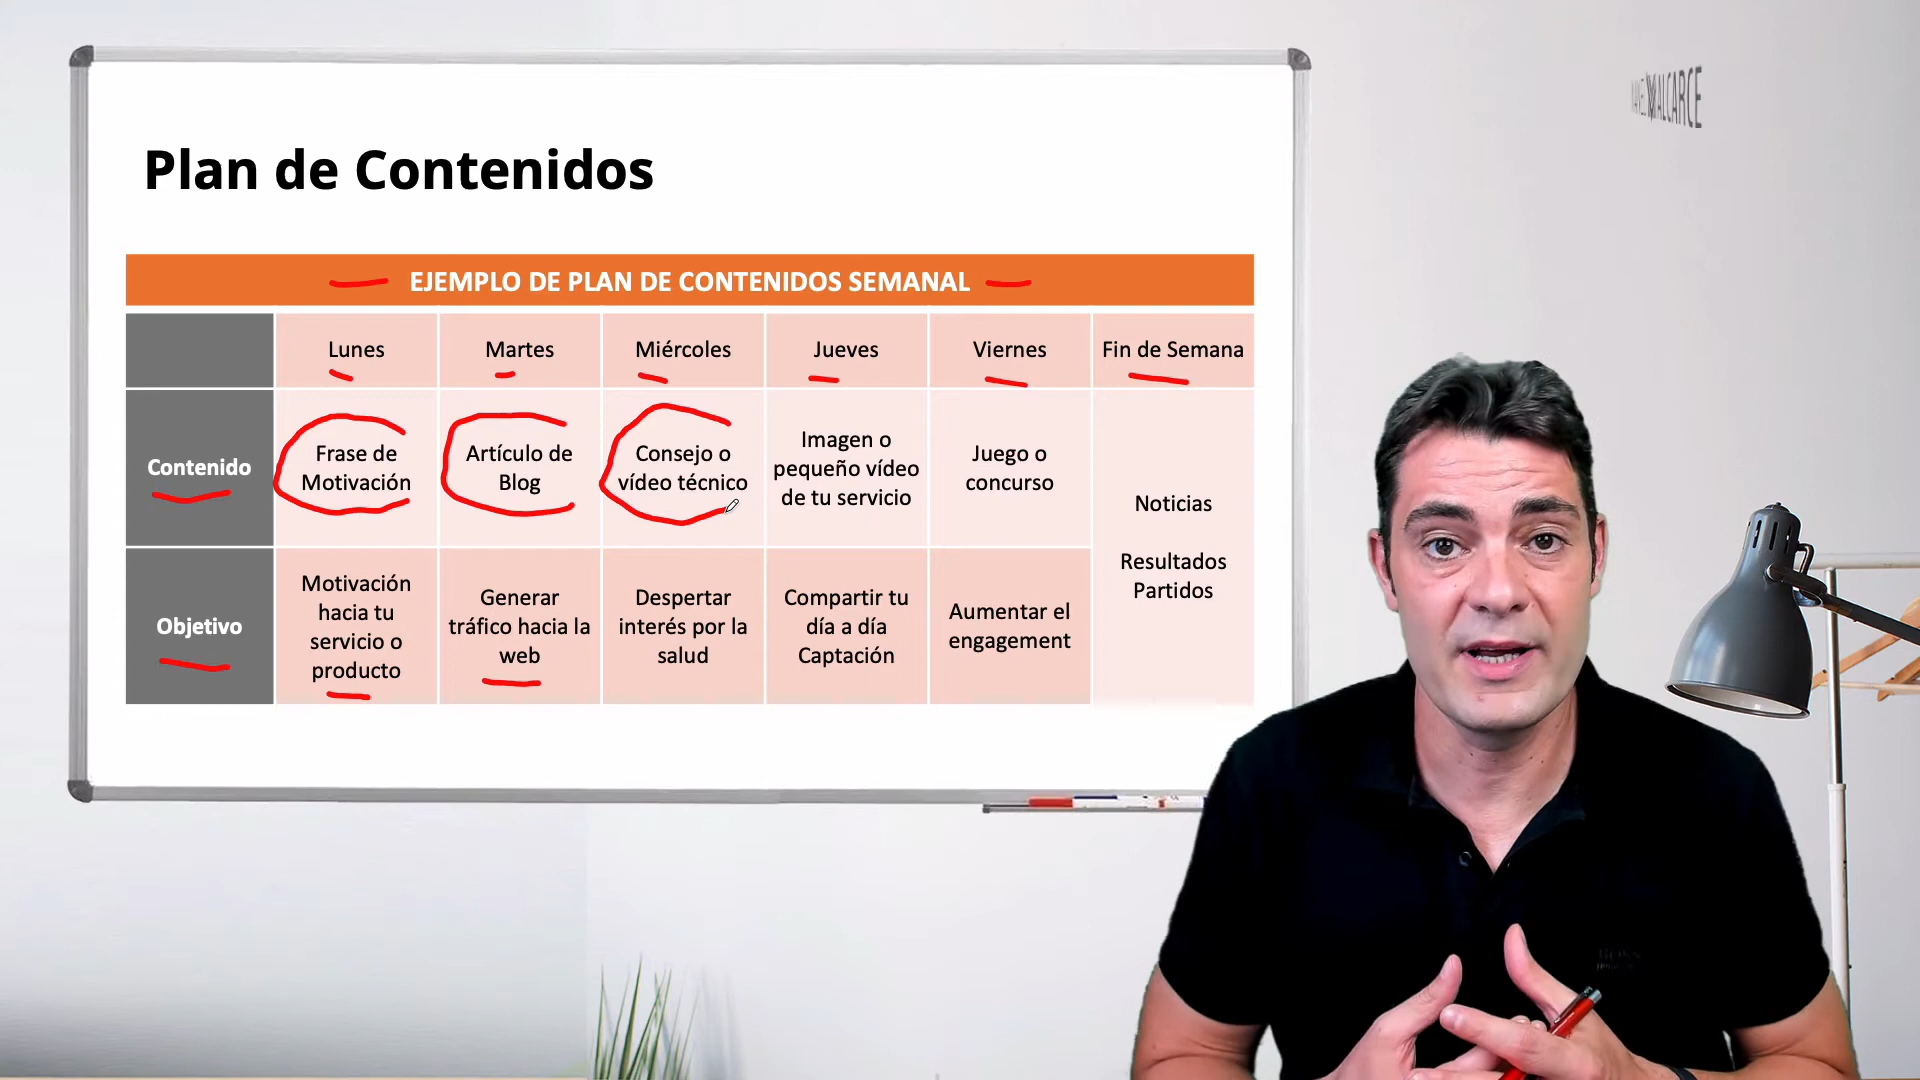 ALCARCE
Plan de Contenidos
EJEMPLO DE PLAN DE CONTENIDOS SEMANAL
Lunes
Martes
Miércoles
Jueves
Viernes
Fin de Semana
Contenido
Frase de
Motivación
Artículo de
Blog
Consejo o
vídeo técnico
Imagen o
pequeño vídeo
de tu servicio
Juego o
concurso
Noticias
Resultados
Partidos
Objetivo
Motivación
hacia tu
servicio o
producto
Generar
tráfico hacia la
web
Despertar
interés por la
salud
Compartir tu
día a día
Captación
Aumentar el
engagement